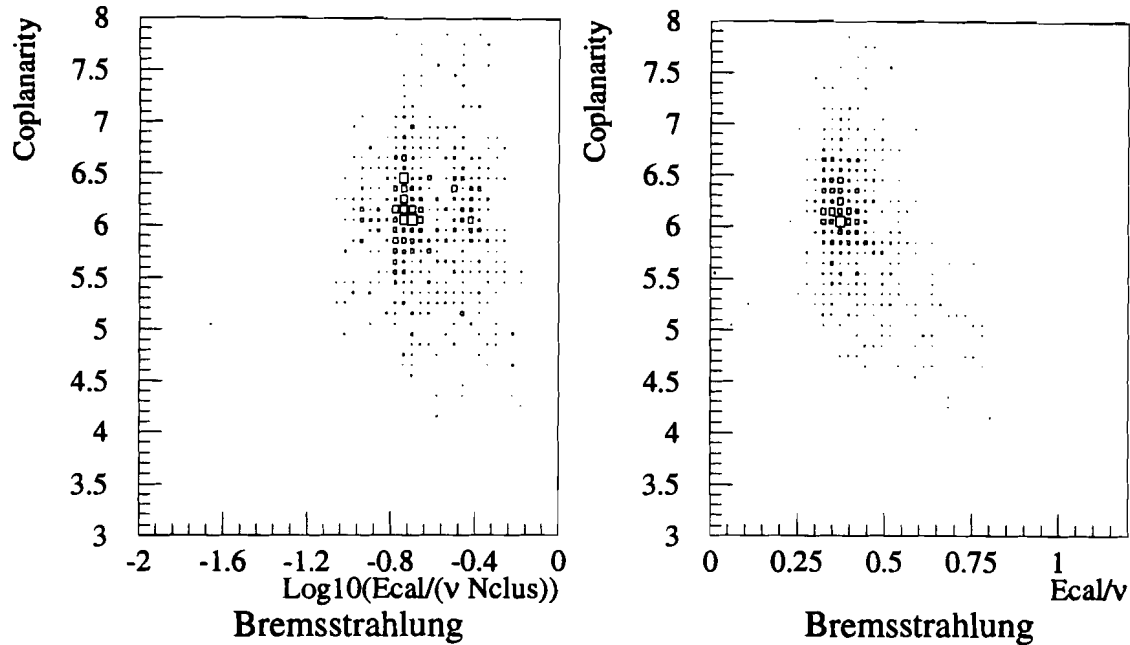 Coplanarity
8
7.5
7
6.5
6
5.5
5
4.5
4
3.5
3
-2 -1.6 -1.2 -0.8 -0.4 0
Log10(Ecal/(ν Nclus))
Bremsstrahlung
Coplanarity
8
7.5
7
6.5
6
5.5
5
4.5
4
3.5
3
0 0.25 0.5 0.75 1
Ecal/ν
Bremsstrahlung